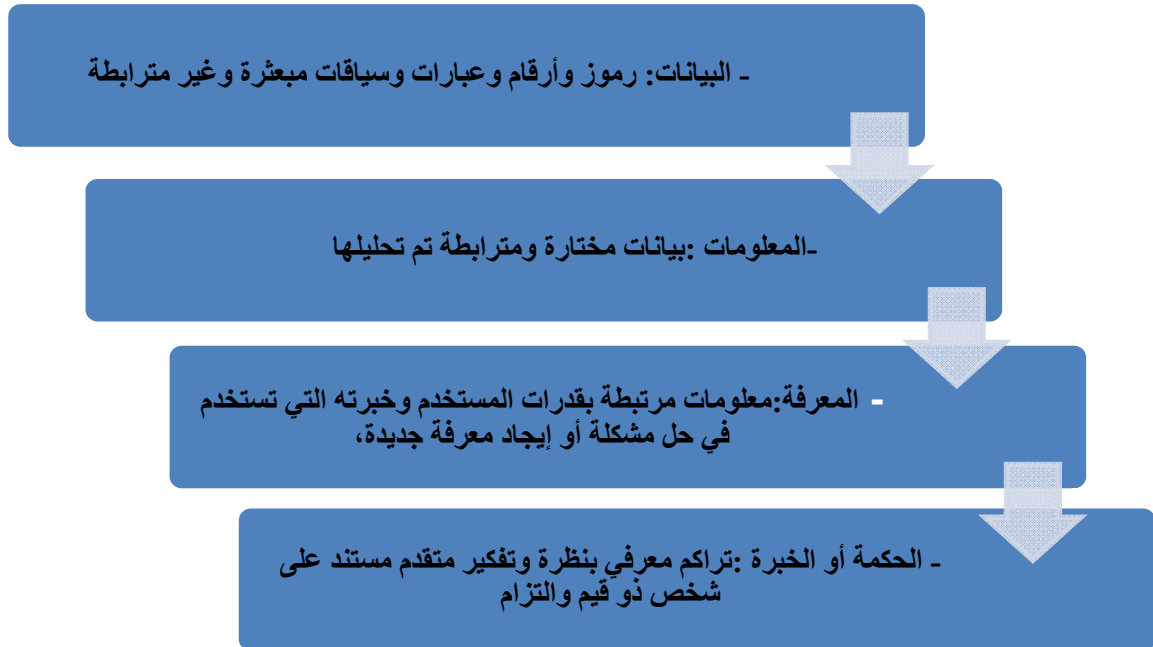 - البيانات: رموز وأرقام وعبارات وسياقات مبعثرة وغير مترابطة
-المعلومات :بيانات مختارة ومترابطة تم تحليلها
- المعرفة:معلومات مرتبطة بقدرات المستخدم وخبرته التي تستخدم
في حل مشكلة أو إيجاد معرفة جديدة،
- الحكمة أو الخبرة :تراكم معرفي بنظرة وتفكير متقدم مستند على
شخص ذو قيم والتزام